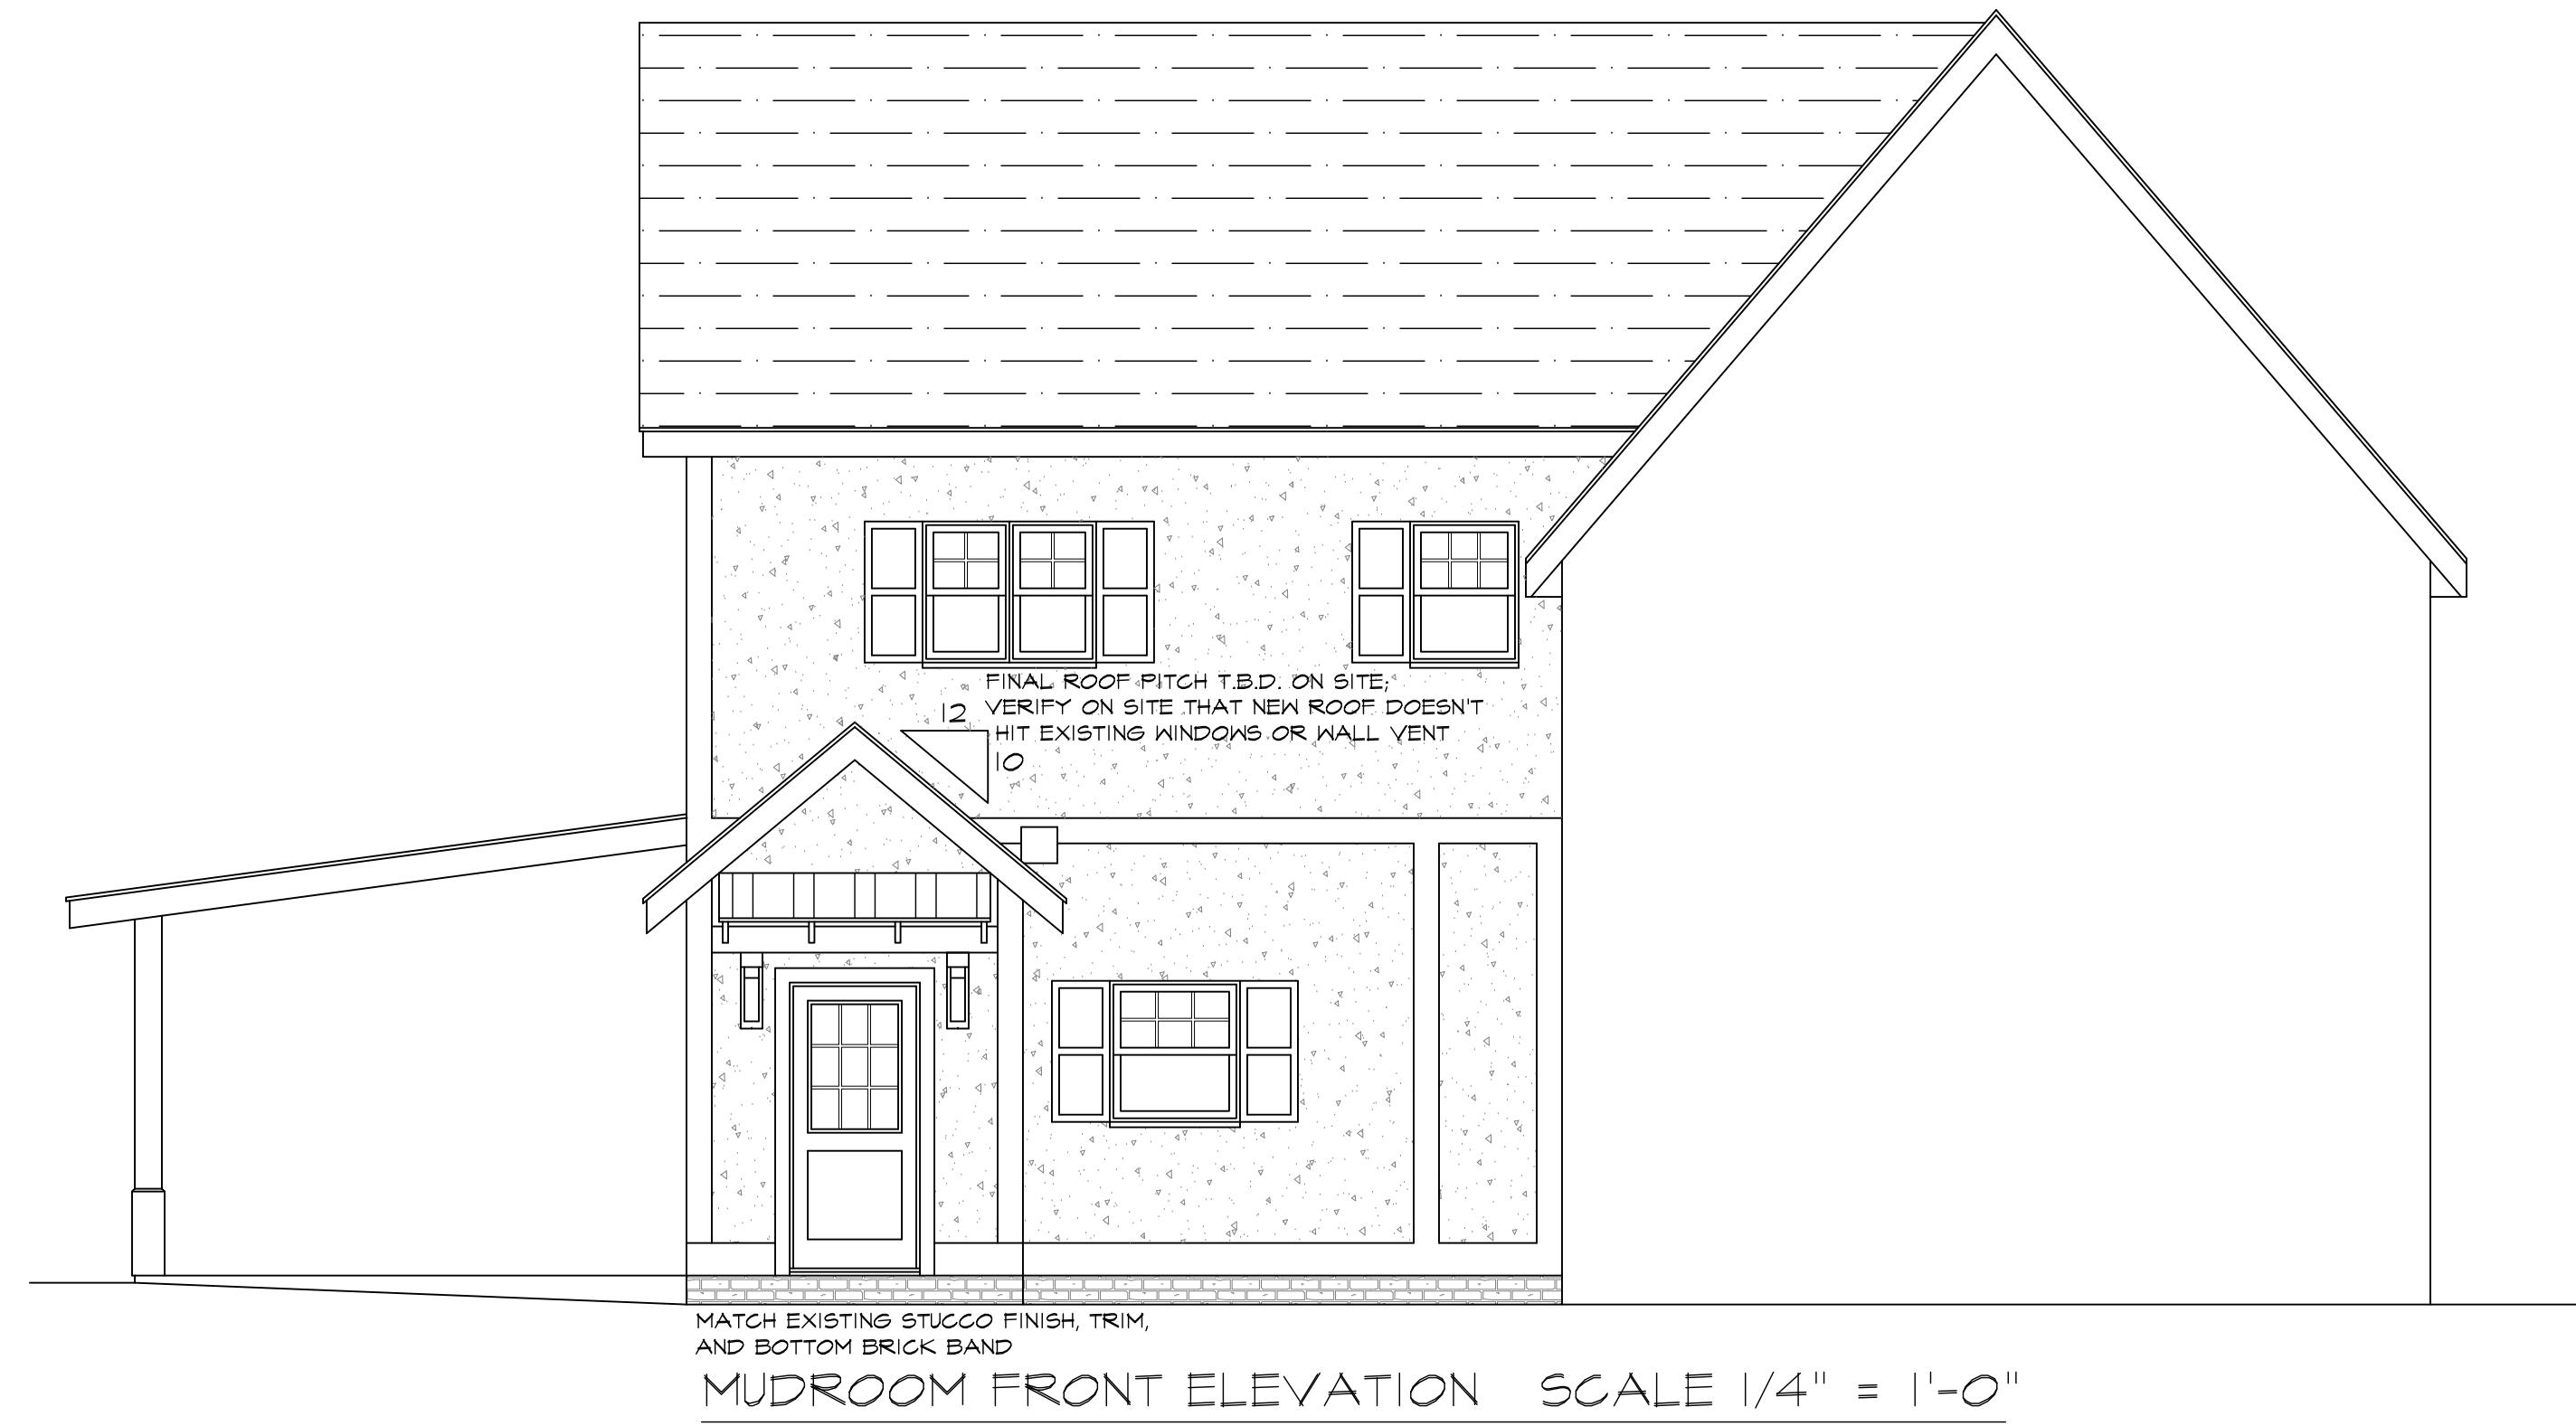 FINAL ROOF PITCH T.B.D. ON SITE;
12
VERIFY ON SITE THAT NEW ROOF DOESN'T
HIT EXISTING WINDOWS OR WALL VENT
10
MATCH EXISTING STUCCO FINISH, TRIM,
AND BOTTOM BRICK BAND
MUDROOM FRONT ELEVATION SCALE 1/4" = 1'-0"